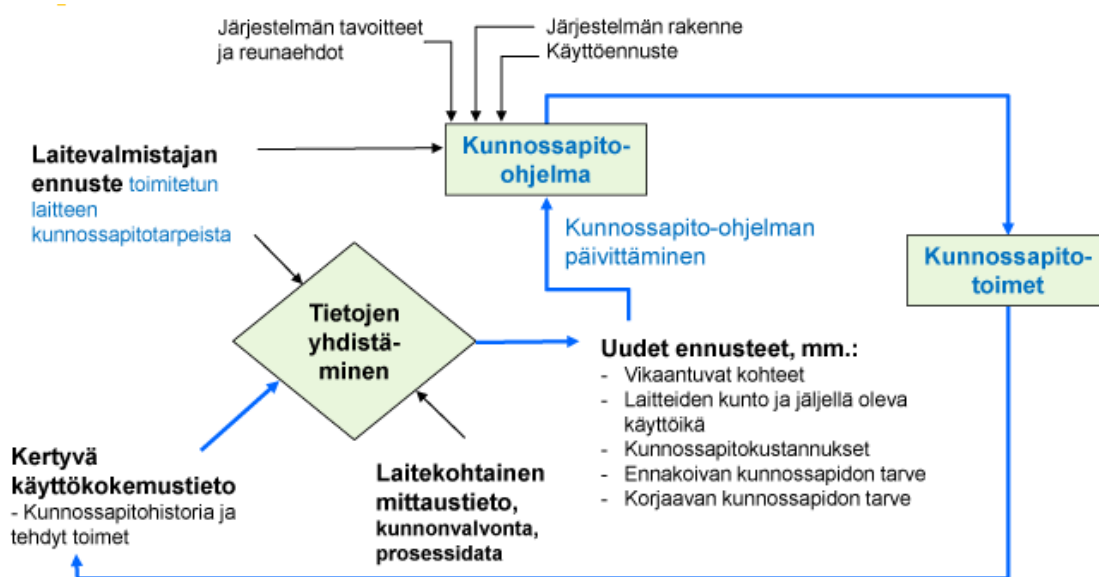 Järjestelmän tavoitteet
ja reunaehdot
Järjestelmän rakenne
Käyttöennuste
Kunnossapito-
ohjelma
Laitevalmistajan
ennuste toimitetun
laitteen
kunnossapitotarpeista
Kunnossapito-ohjelman
päivittäminen
Kunnossapito-
toimet
Tietojen
yhdistä-
minen
Uudet ennusteet, mm.:
- Vikaantuvat kohteet
- Laitteiden kunto ja jäljellä oleva
käyttöikä
- Kunnossapitokustannukset
- Ennakoivan kunnossapidon tarve
- Korjaavan kunnossapidon tarve
Kertyvä
käyttökokemustieto
- Kunnossapitohistoria ja
tehdyt toimet
Laitekohtainen
mittaustieto,
kunnonvalvonta,
prosessidata